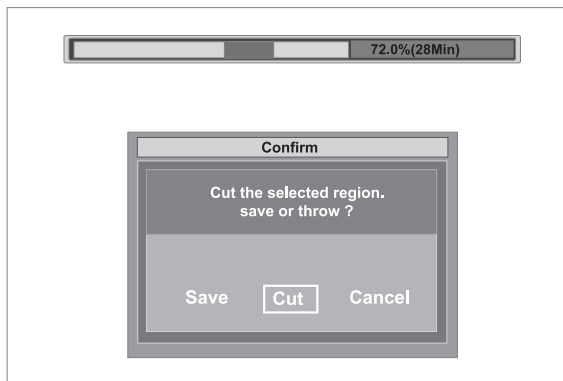 72.0%(28Min)
Confirm
Cut the selected region.
save or throw ?
Save Cut Cancel